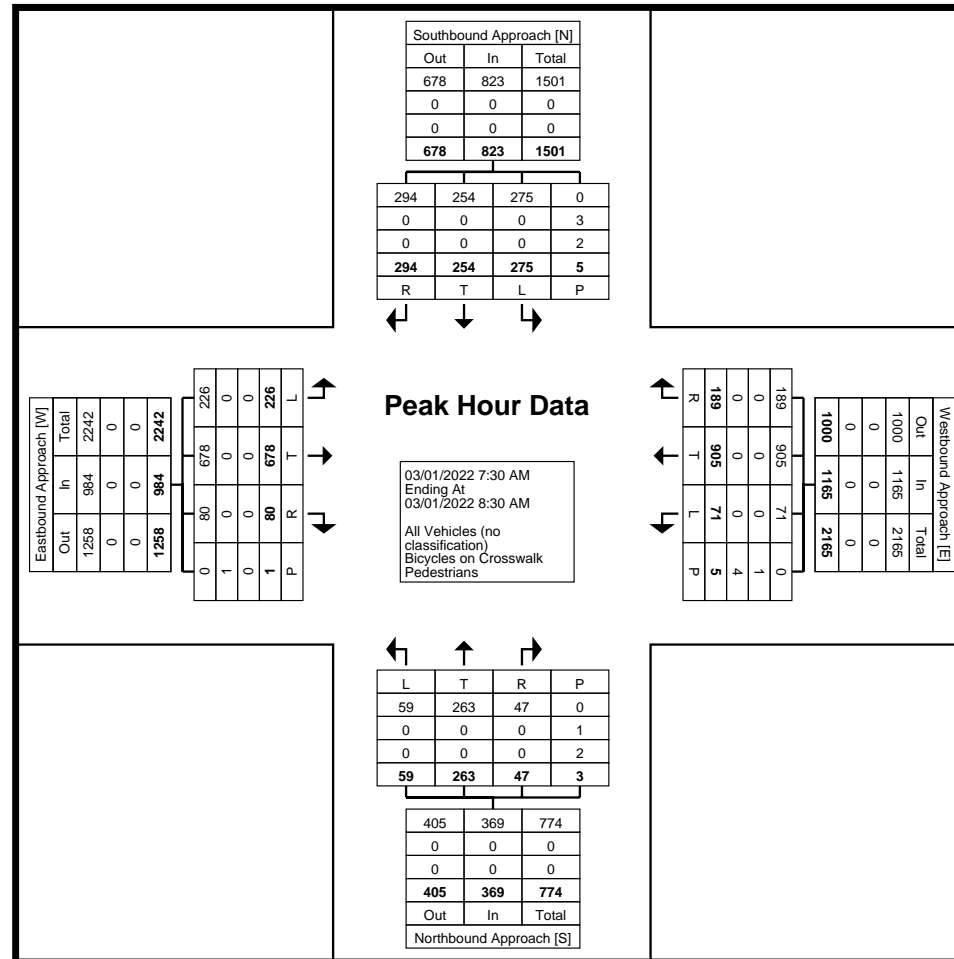 Southbound Approach [N]
Out In Total
678 823 1501
0 0 0
0 0 0
678 823 1501
294 254 275 0
0 0 0 3
0 0 0 2
294 254 275 5
R T L P
Eastbound Approach [W]
Out In Total
1258 984 2242
0 0 0
0 0 0
1258 984 2242
226 678 80 0
1 0 0 1
0 0 0 0
226 678 80 1
L T R P
Peak Hour Data
03/01/2022 7:30 AM
Ending At
03/01/2022 8:30 AM
All Vehicles (no
classification)
Bicycles on Crosswalk
Pedestrians
R T L P
189 905 71 5
0 0 0 4
0 0 0 1
189 905 71 0
Westbound Approach [E]
Out In Total
1000 1165 2165
0 0 0
0 0 0
1000 1165 2165
L T R P
59 263 47 0
0 0 0 1
0 0 0 2
59 263 47 3
405 369 774
0 0 0
0 0 0
405 369 774
Out In Total
Northbound Approach [S]